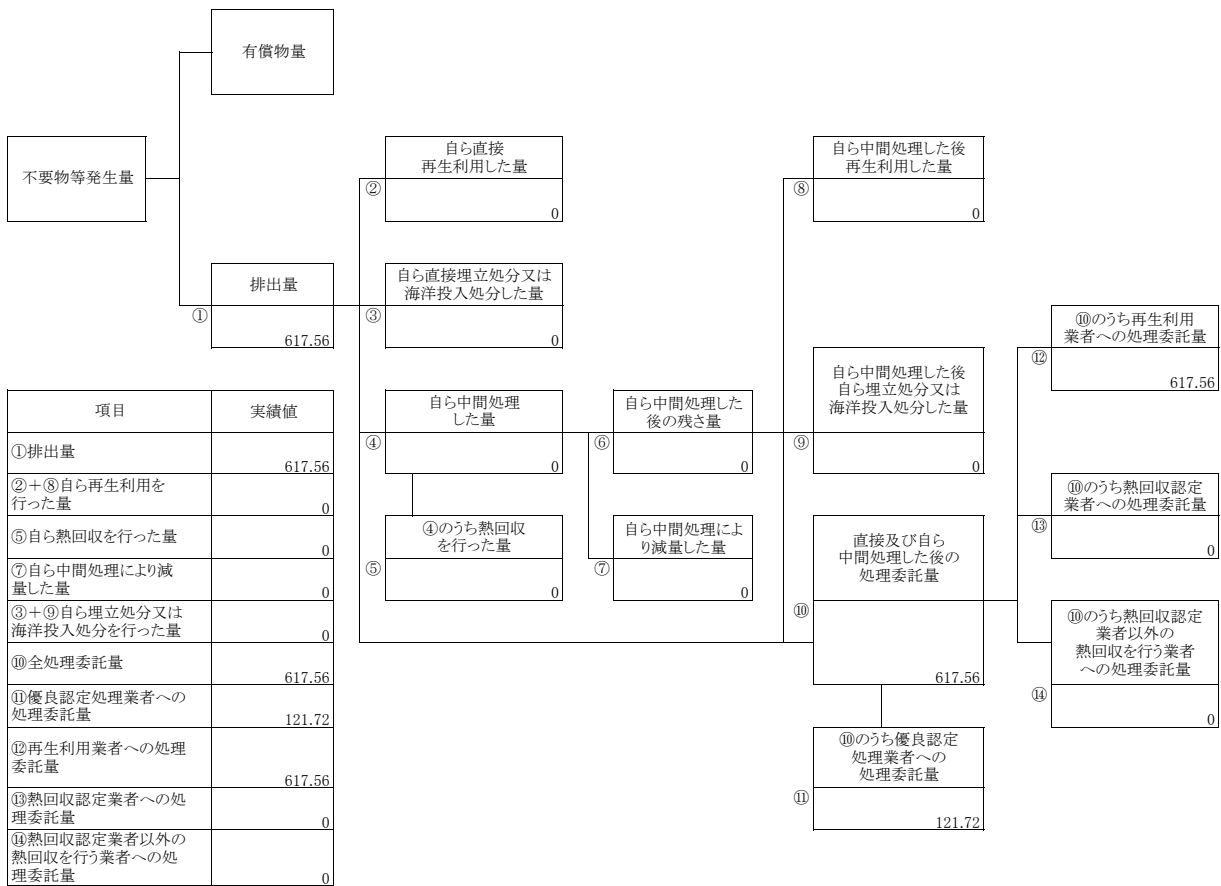 有償物量
不要物等発生量
自ら直接
再生利用した量
②
0
自ら中間処理した後
再生利用した量
⑧
0
排出量
①
617.56
自ら直接埋立処分又は
海洋投入処分した量
③
0
⑩のうち再生利用
業者への処理委託量
⑫
617.56
自ら中間処理
した量
④
0
自ら中間処理した
後の残さ量
⑥
0
自ら中間処理した後
自ら埋立処分又は
海洋投入処分した量
⑨
0
⑩のうち熱回収認定
業者への処理委託量
⑬
0
④のうち熱回収
を行った量
⑤
0
自ら中間処理によ
り減量した量
⑦
0
直接及び自ら
中間処理した後の
処理委託量
⑩
617.56
⑩のうち熱回収認定
業者以外の
熱回収を行う業者
への処理委託量
⑭
0
⑩のうち優良認定
処理業者への
処理委託量
⑪
121.72
項目
実績値
①排出量
617.56
②+⑧自ら再生利用を
行った量
0
⑤自ら熱回収を行った量
0
⑦自ら中間処理により減
量した量
0
③+⑨自ら埋立処分又は
海洋投入処分を行った量
0
⑩全処理委託量
617.56
⑪優良認定処理業者への
処理委託量
121.72
⑫再生利用業者への処理
委託量
617.56
⑬熱回収認定業者への処
理委託量
0
⑭熱回収認定業者以外の
熱回収を行う業者への処
理委託量
0